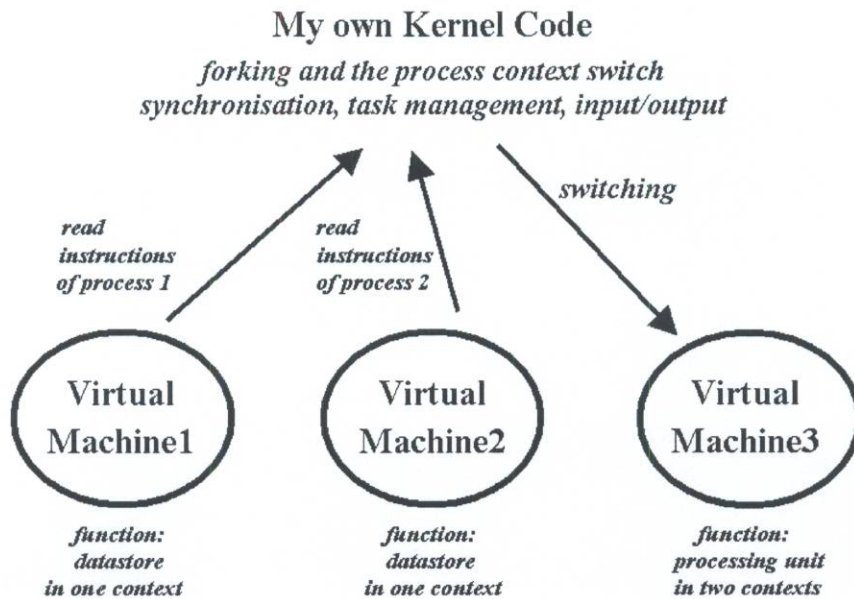 My own Kernel Code
forking and the process context switch
synchronisation, task management, input/output
switching
read
instructions
of process 1
read
instructions
of process 2
Virtual
Machine1
Virtual
Machine2
Virtual
Machine3
function:
datastore
in one context
function:
datastore
in one context
function:
processing unit
in two contexts